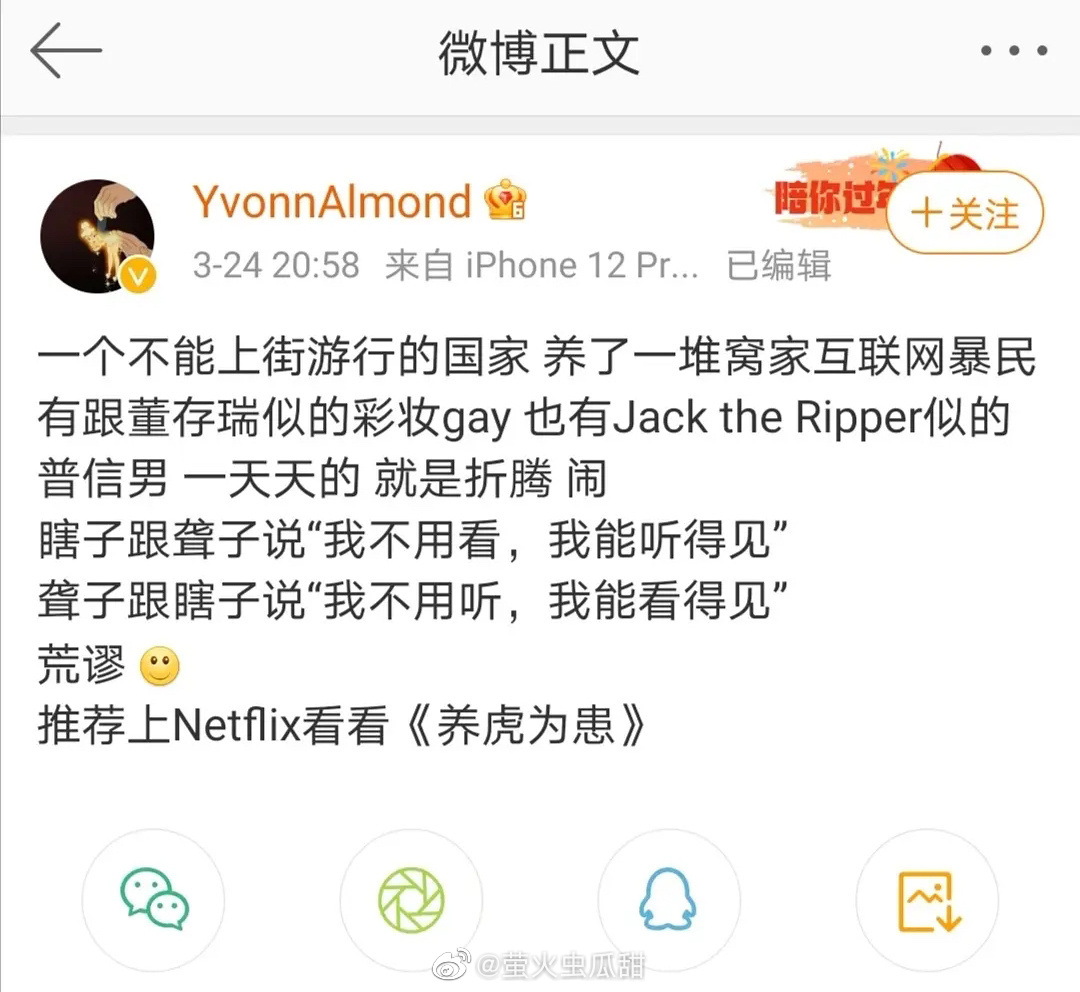 微博正文
陪你过年
YvonnAlmond 6
+关注
3-24 20:58 来自 iPhone 12 Pr... 已编辑
一个不能上街游行的国家 养了一堆窝家互联网暴民
有跟董存瑞似的彩妆gay 也有Jack the Ripper似的
普信男 一天天的 就是折腾 闹
瞎子跟聋子说“我不用看，我能听得见”
聋子跟瞎子说“我不用听，我能看得见”
荒谬
推荐上Netflix看看《养虎为患》
@萤火虫瓜甜